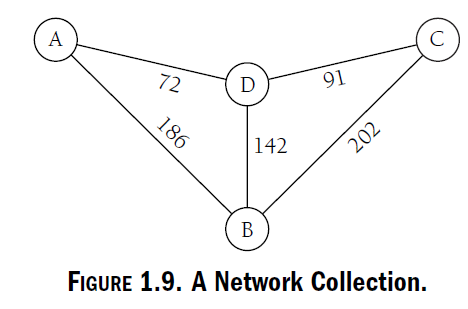 A
C
72
D
91
186
142
202
B
FIGURE 1.9. A Network Collection.